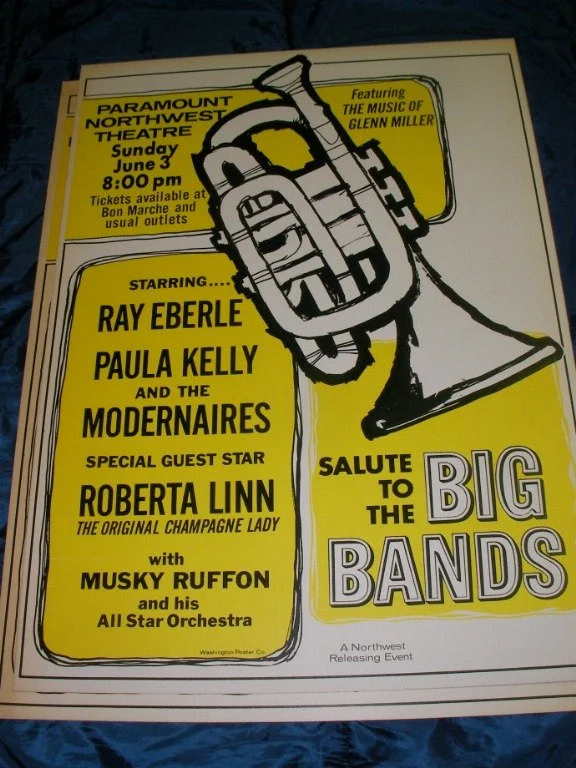 PARAMOUNT
NORTHWEST
THEATRE
Sunday
June 3
8:00 pm
Tickets available at
Bon Marche and
usual outlets
Featuring
THE MUSIC OF
GLENN MILLER
STARRING....
RAY EBERLE
PAULA KELLY
AND THE
MODERNAIRES
SPECIAL GUEST STAR
ROBERTA LINN
THE ORIGINAL CHAMPAGNE LADY
with
MUSKY RUFFON
and his
All Star Orchestra
Washington Poster Co
SALUTE
TO
THE
BIG
BANDS
A Northwest
Releasing Event